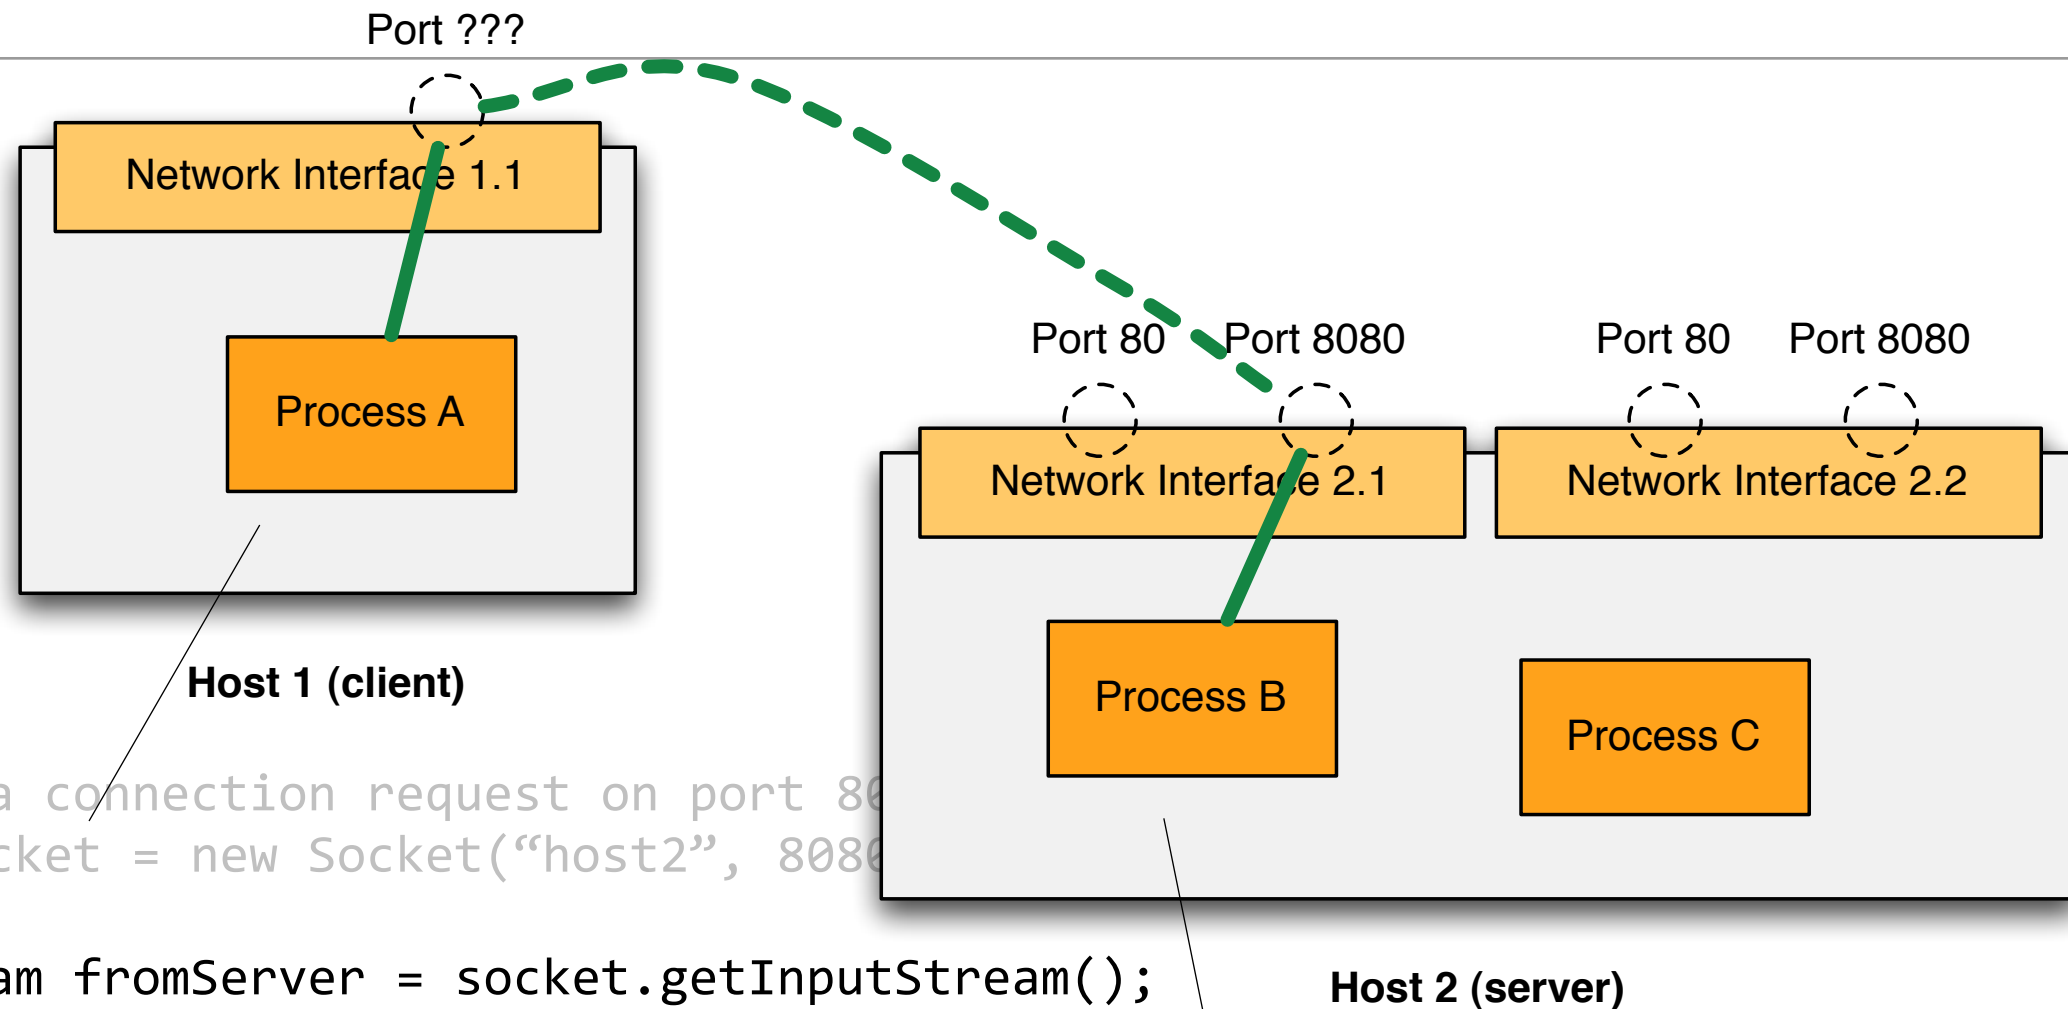 Port ???
Network Interface 1.1
Process A
Host 1 (client)
Port 80
Port 8080
Port 80
Port 8080
Network Interface 2.1
Network Interface 2.2
Process B
Process C
a connection request on port 80
cket = new Socket(“host2”, 8080
am fromServer = socket.getInputStream();
Host 2 (server)